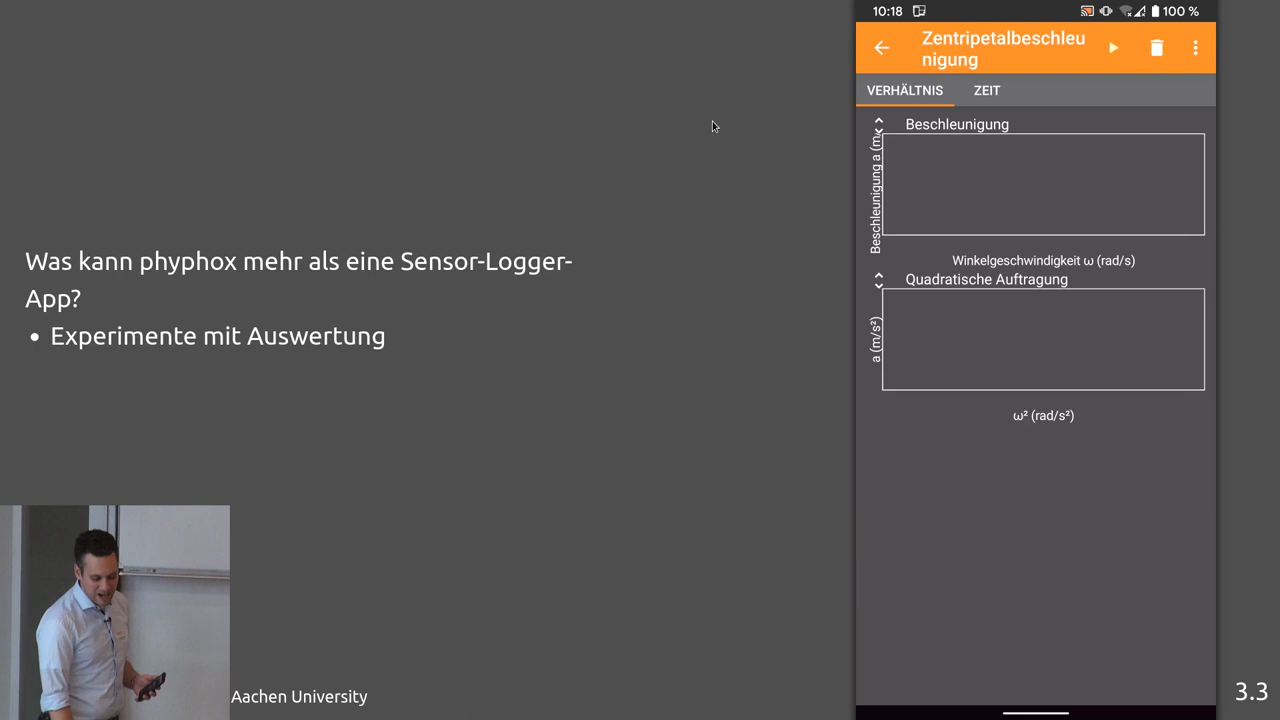 Was kann phyphox mehr als eine Sensor-Logger-
App?
• Experimente mit Auswertung
Aachen University
3.3
10:18
100 %
Zentripetalbeschleu
nigung
VERHÄLTNIS
ZEIT
Beschleunigung
Beschleunigung a (m
Winkelgeschwindigkeit ω (rad/s)
Quadratische Auftragung
a (m/s²)
ω² (rad/s²)